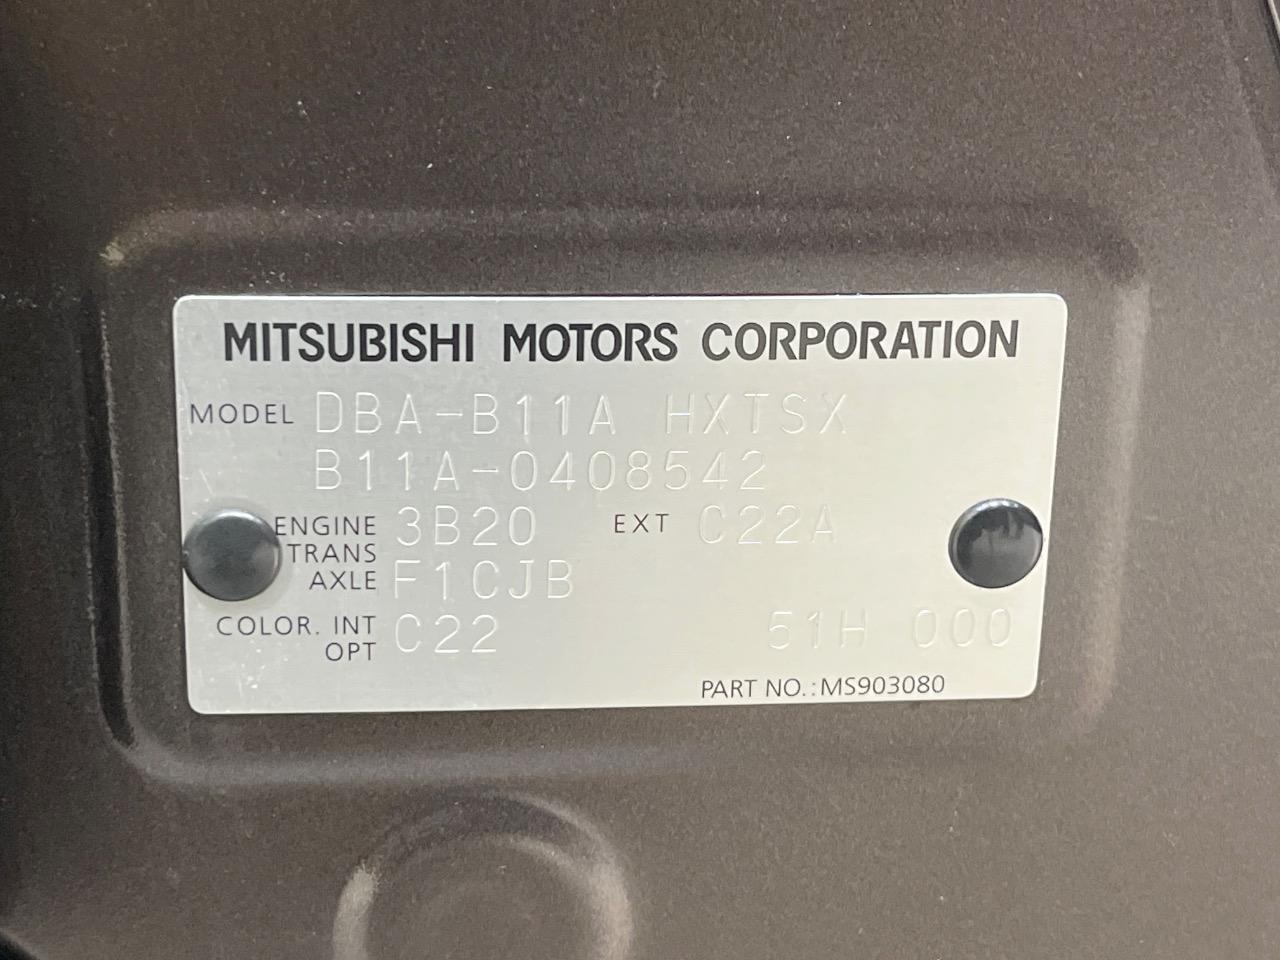 MITSUBISHI MOTORS CORPORATION
MODEL DBA-B11A HXTSX
B11A-0408542
ENGINE 3B20 EXT C22A
TRANS
AXLE F1CJB
COLOR. INT C22 51H 000
OPT
PART NO.:MS903080